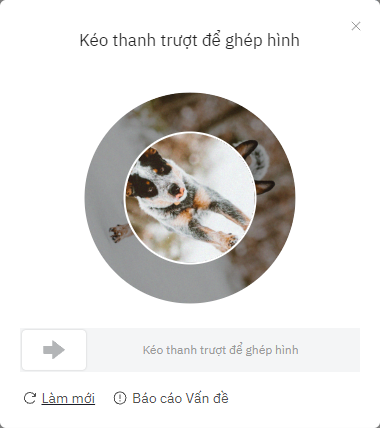 Kéo thanh trượt để ghép hình
Kéo thanh trượt để ghép hình
Làm mới
Báo cáo Vấn đề